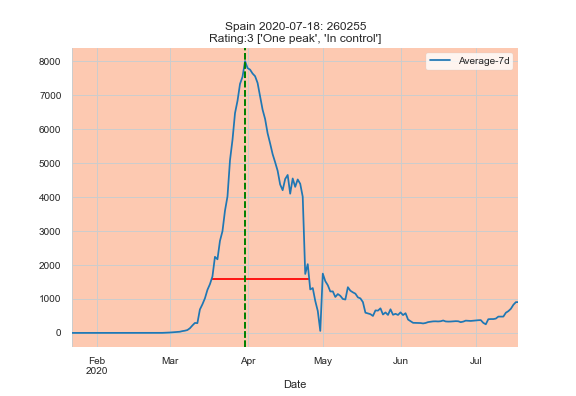 Spain 2020-07-18: 260255
Rating:3 ['One peak', 'In control']
Average-7d
8000
7000
6000
5000
4000
3000
2000
1000
0
Feb Mar Apr May Jun Jul
2020
Date